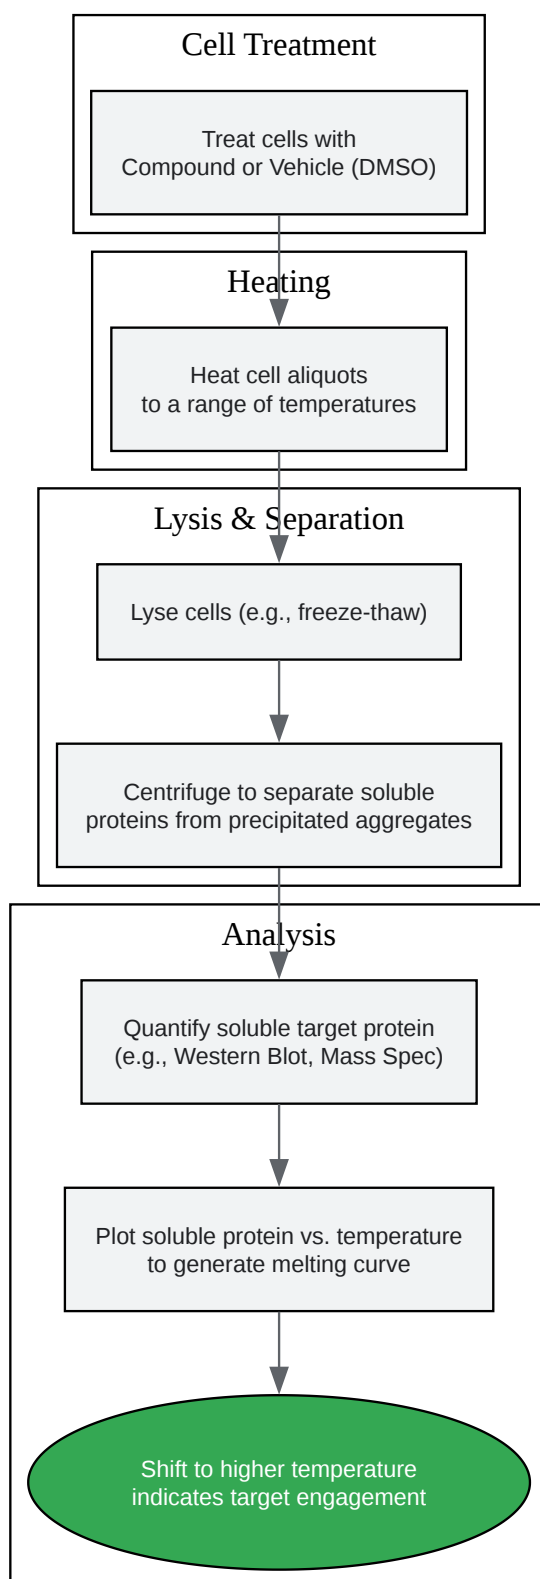 Cell Treatment
Treat cells with
Compound or Vehicle (DMSO)
Heating
Heat cell aliquots
to a range of temperatures
Lysis & Separation
Lyse cells (e.g., freeze-thaw)
Centrifuge to separate soluble
proteins from precipitated aggregates
Analysis
Quantify soluble target protein
(e.g., Western Blot, Mass Spec)
Plot soluble protein vs. temperature
to generate melting curve
Shift to higher temperature
indicates target engagement